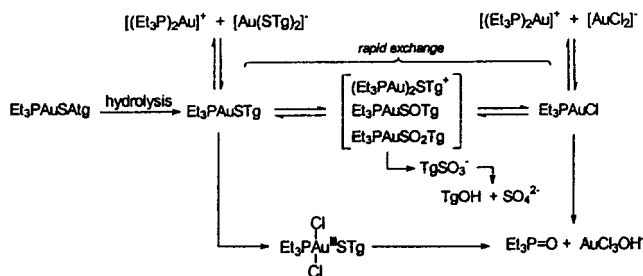 [(Et₃P)₂Au]⁺ + [Au(STg)₂]⁻
[(Et₃P)₂Au]⁺ + [AuCl₂]⁻
rapid exchange
(Et₃PAu)₂STg⁺
Et₃PAuSAtg
hydrolysis
Et₃PAuSTg
Et₃PAuSOTg
Et₃PAuCl
Et₃PAuSO₂Tg
TgSO₃⁻
TgOH + SO₄²⁻
Cl
Et₃PAuᴵᴵᴵSTg
Cl
Et₃P=O + AuCl₃OH⁻